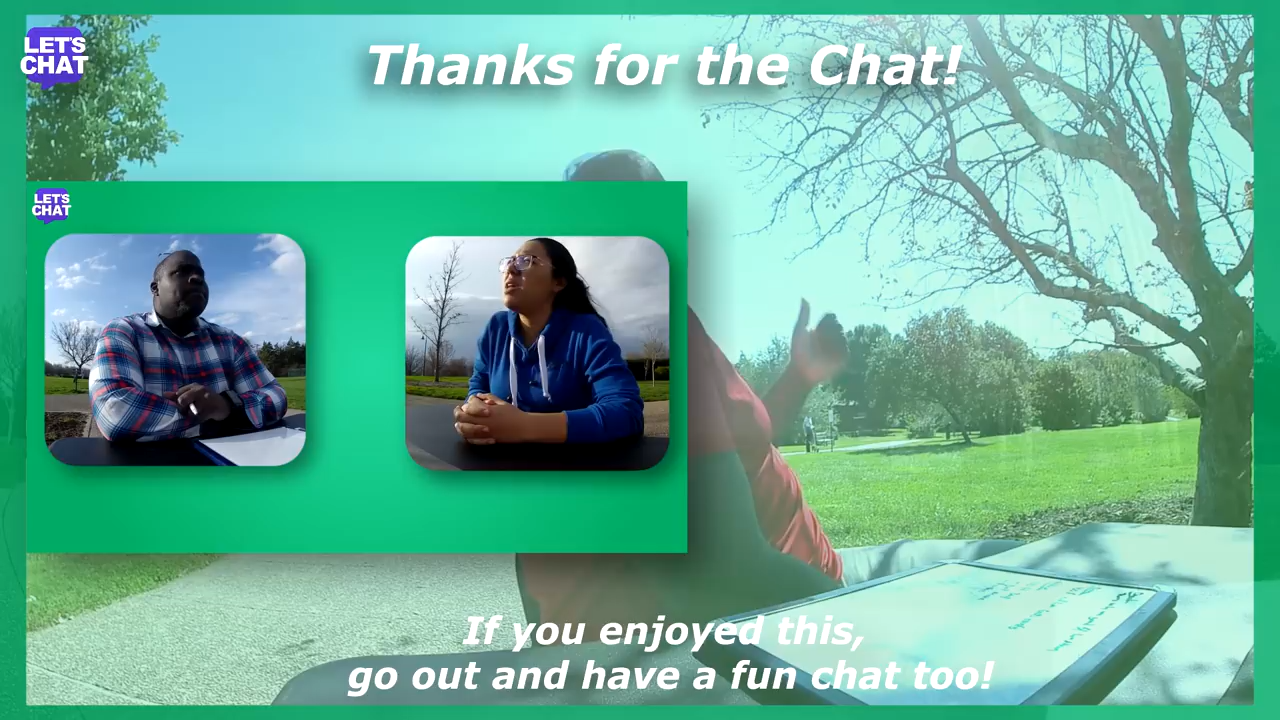 LET'S
CHAT
Thanks for the Chat!
LET'S
CHAT
If you enjoyed this,
go out and have a fun chat too!